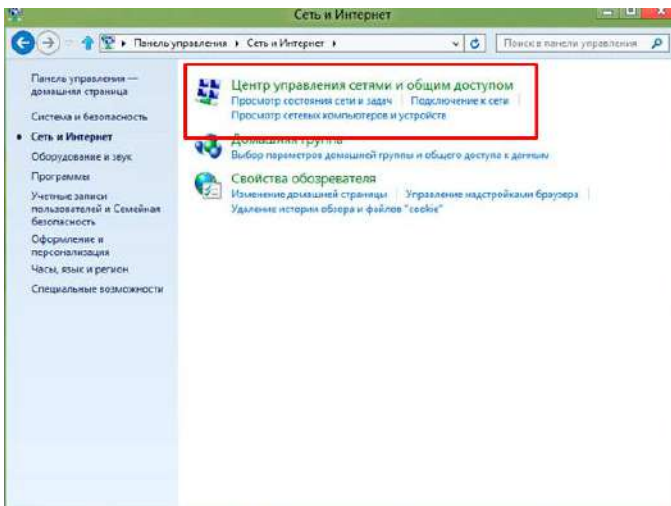 Сеть и Интернет
Панель управления ▸ Сеть и Интернет ▸
Поиск в панели управления
Панель управления —
домашняя страница
Система и безопасность
Сеть и Интернет
Оборудование и звук
Программы
Учетные записи
пользователей и Семейная
безопасность
Оформление и
персонализация
Часы, язык и регион
Специальные возможности
Центр управления сетями и общим доступом
Просмотр состояния сети и задач
Подключение к сети
Просмотр сетевых компьютеров и устройств
Домашняя группа
Выбор параметров домашней группы и общего доступа к данным
Свойства обозревателя
Изменение домашней страницы
Управление надстройками браузера
Удаление истории обзора и файлов "cookie"